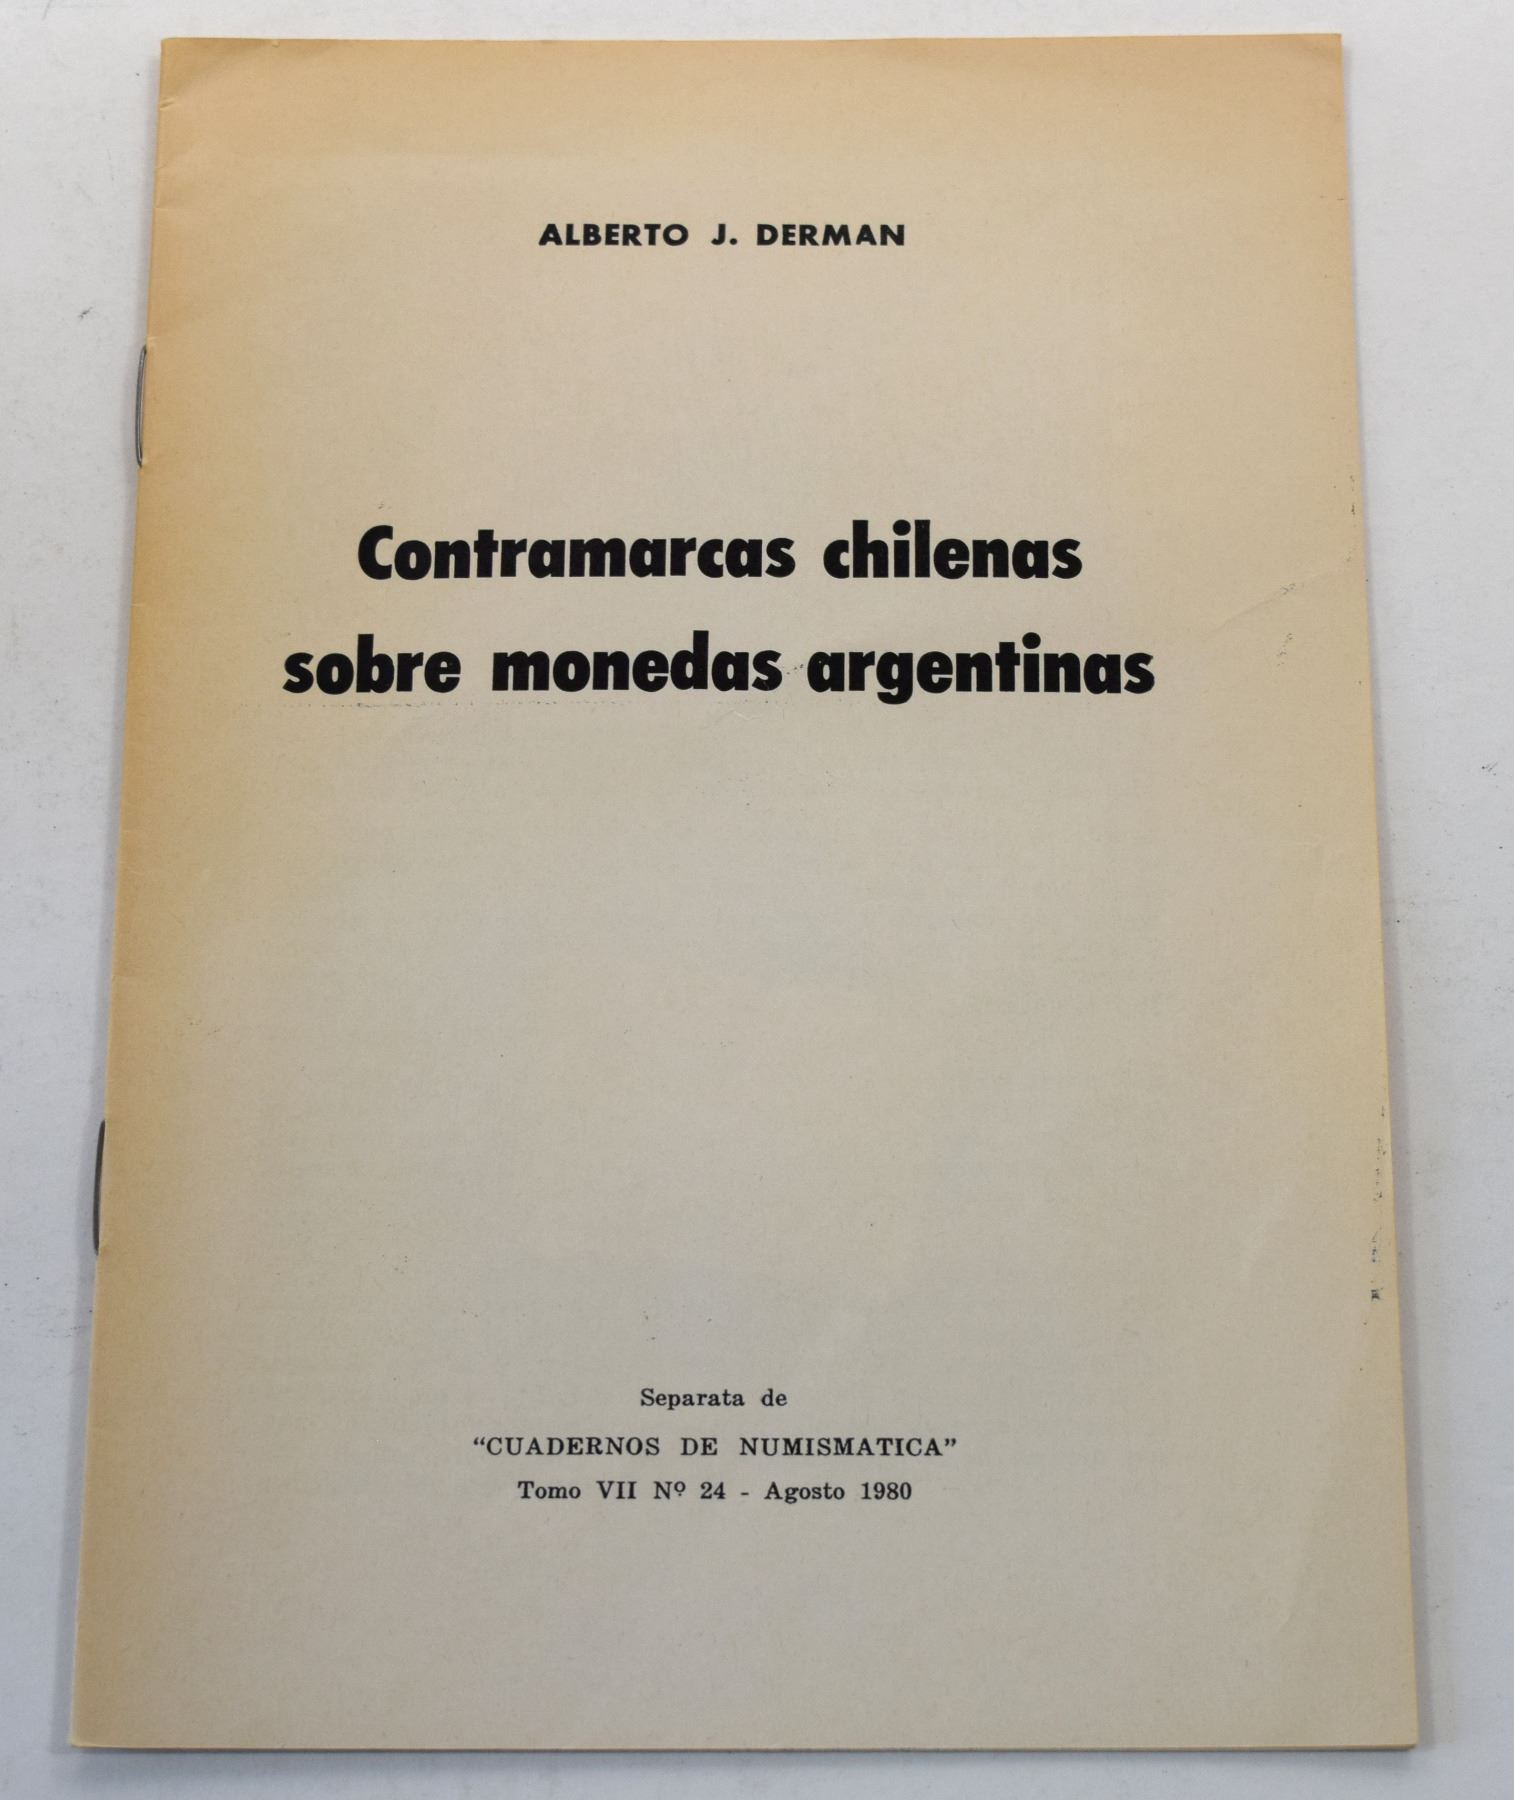 ALBERTO J. DERMAN
Contramarcas chilenas
sobre monedas argentinas
Separata de
“CUADERNOS DE NUMISMATICA”
Tomo VII Nº 24 - Agosto 1980